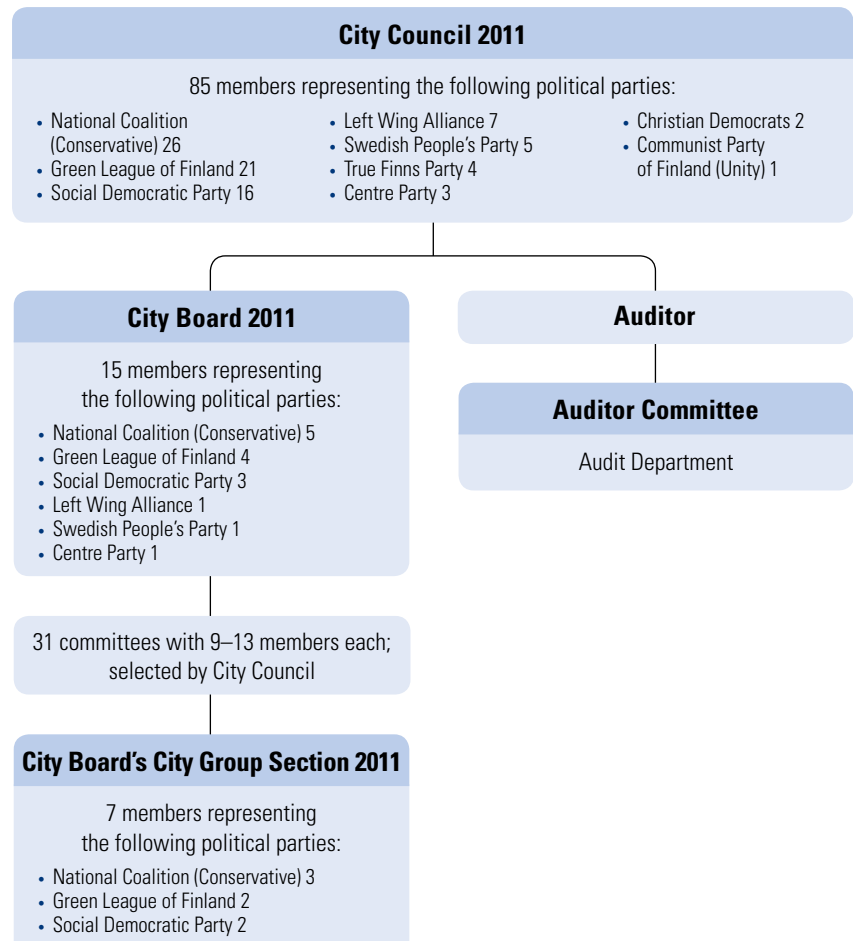 City Council 2011
85 members representing the following political parties:
• National Coalition
(Conservative) 26
• Green League of Finland 21
• Social Democratic Party 16
• Left Wing Alliance 7
• Swedish People's Party 5
• True Finns Party 4
• Centre Party 3
• Christian Democrats 2
• Communist Party
of Finland (Unity) 1
City Board 2011
15 members representing
the following political parties:
• National Coalition (Conservative) 5
• Green League of Finland 4
• Social Democratic Party 3
• Left Wing Alliance 1
• Swedish People's Party 1
• Centre Party 1
Auditor
Auditor Committee
Audit Department
31 committees with 9–13 members each;
selected by City Council
City Board's City Group Section 2011
7 members representing
the following political parties:
• National Coalition (Conservative) 3
• Green League of Finland 2
• Social Democratic Party 2